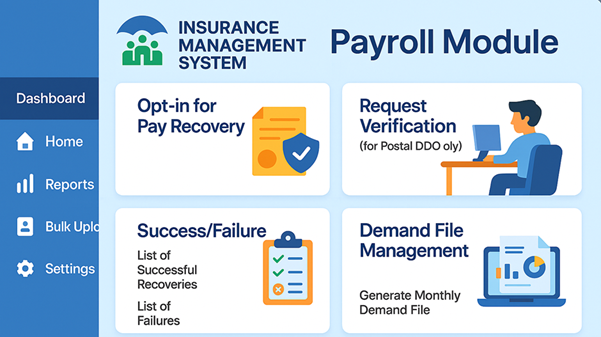 INSURANCE
MANAGEMENT
SYSTEM
Payroll Module
Dashboard
Home
Reports
Bulk Uplo
Settings
Opt-in for
Pay Recovery
Request
Verification
(for Postal DDO oly)
Success/Failure
List of
Successful
Recoveries
List of
Failures
Demand File
Management
Generate Monthly
Demand File